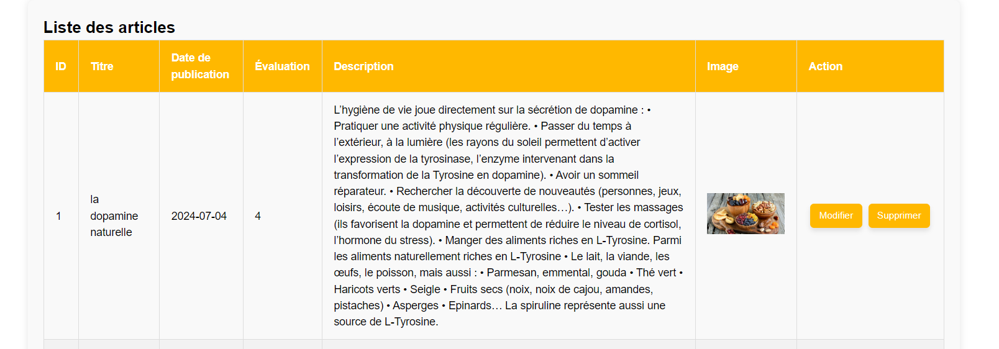 Liste des articles
ID
Titre
Date de
publication
Évaluation
Description
Image
Action
1
la
dopamine
naturelle
2024-07-04
4
L’hygiène de vie joue directement sur la sécrétion de dopamine : •
Pratiquer une activité physique régulière. • Passer du temps à
l’extérieur, à la lumière (les rayons du soleil permettent d’activer
l’expression de la tyrosinase, l’enzyme intervenant dans la
transformation de la Tyrosine en dopamine). • Avoir un sommeil
réparateur. • Rechercher la découverte de nouveautés (personnes, jeux,
loisirs, écoute de musique, activités culturelles…). • Tester les massages
(ils favorisent la dopamine et permettent de réduire le niveau de cortisol,
l’hormone du stress). • Manger des aliments riches en L-Tyrosine. Parmi
les aliments naturellement riches en L-Tyrosine • Le lait, la viande, les
œufs, le poisson, mais aussi : • Parmesan, emmental, gouda • Thé vert •
Haricots verts • Seigle • Fruits secs (noix, noix de cajou, amandes,
pistaches) • Asperges • Epinards… La spiruline représente aussi une
source de L-Tyrosine.
Modifier
Supprimer